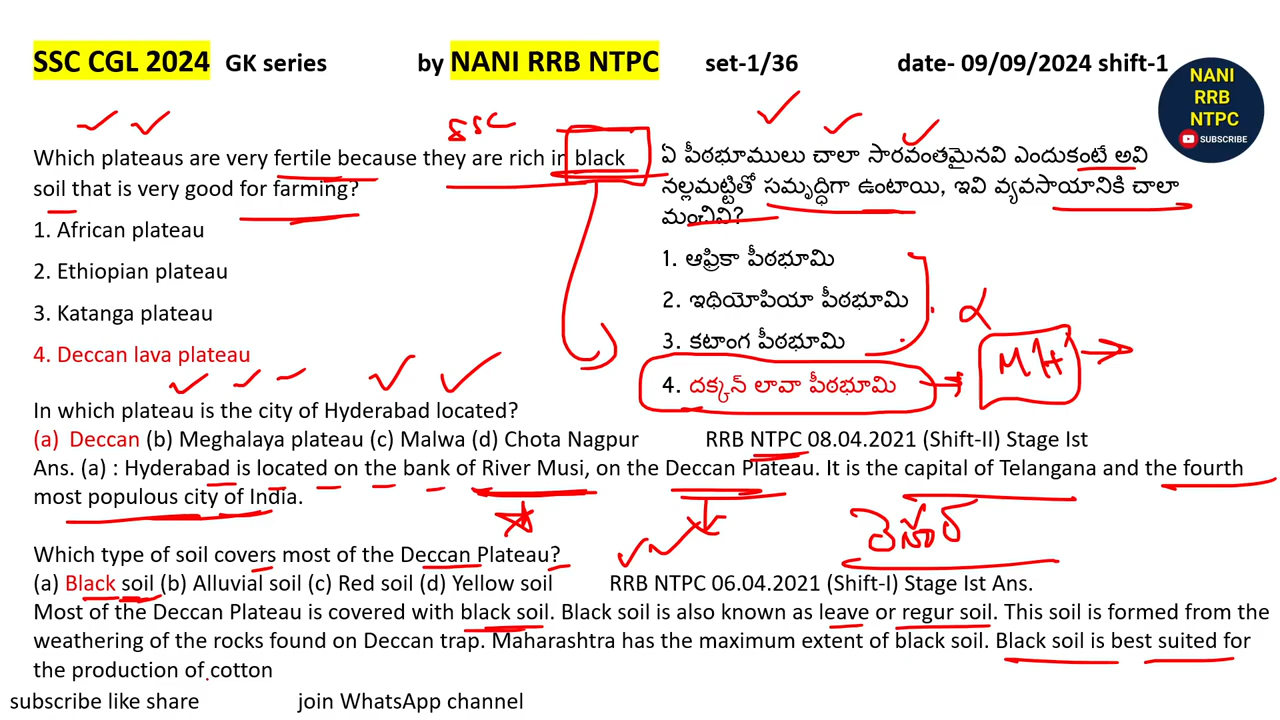 SSC CGL 2024 GK series by NANI RRB NTPC set-1/36 date- 09/09/2024 shift-1
NANI
RRB
NTPC
SUBSCRIBE
SSC
Which plateaus are very fertile because they are rich in black
soil that is very good for farming?
1. African plateau
2. Ethiopian plateau
3. Katanga plateau
4. Deccan lava plateau
ఏ పీఠభూములు చాలా సారవంతమైనవి ఎందుకంటే అవి
నల్లమట్టితో సమృద్ధిగా ఉంటాయి, ఇవి వ్యవసాయానికి చాలా
మంచివి?
1. ఆఫ్రికా పీఠభూమి
2. ఇథియోపియా పీఠభూమి
3. కటాంగ పీఠభూమి
4. దక్కన్ లావా పీఠభూమి
MH
In which plateau is the city of Hyderabad located?
(a) Deccan (b) Meghalaya plateau (c) Malwa (d) Chota Nagpur RRB NTPC 08.04.2021 (Shift-II) Stage Ist
Ans. (a) : Hyderabad is located on the bank of River Musi, on the Deccan Plateau. It is the capital of Telangana and the fourth
most populous city of India.
Which type of soil covers most of the Deccan Plateau?
(a) Black soil (b) Alluvial soil (c) Red soil (d) Yellow soil RRB NTPC 06.04.2021 (Shift-I) Stage Ist Ans.
Most of the Deccan Plateau is covered with black soil. Black soil is also known as leave or regur soil. This soil is formed from the
weathering of the rocks found on Deccan trap. Maharashtra has the maximum extent of black soil. Black soil is best suited for
the production of cotton
subscribe like share join WhatsApp channel